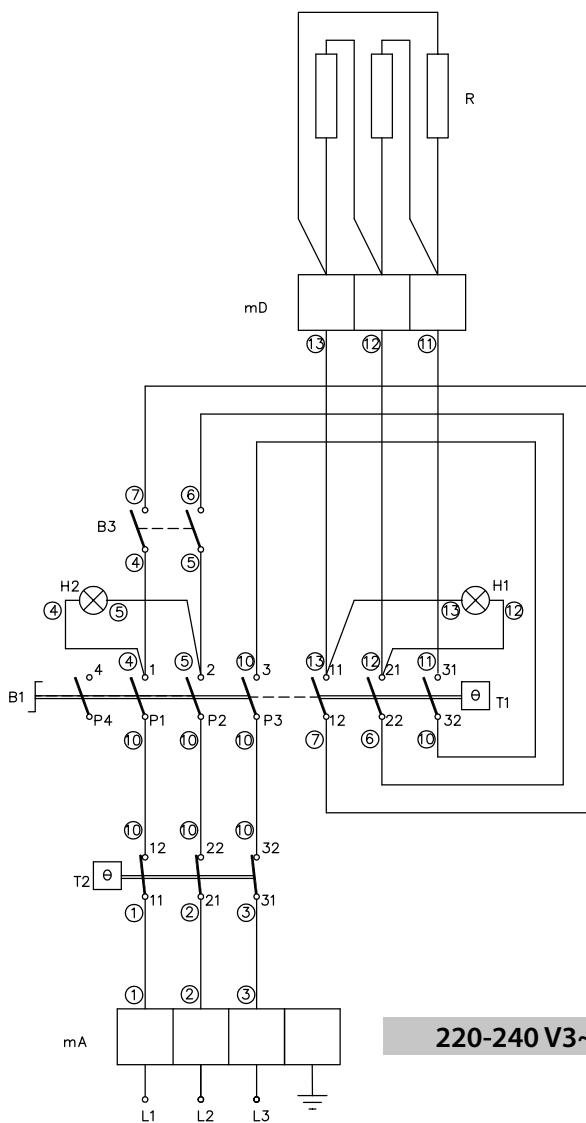 R
mD
13 12 11
7 6
B3
4 5
H2 H1
4 5 13 12
4 1 5 2 10 3 13 11 12 21 11 31
4
B1 θ T1
P4 P1 P2 P3 12 22 32
10 10 10 7 6 10
10 10 10
12 22 32
T2 θ
11 21 31
1 2 3
1 2 3
mA
220-240 V3~
L1 L2 L3